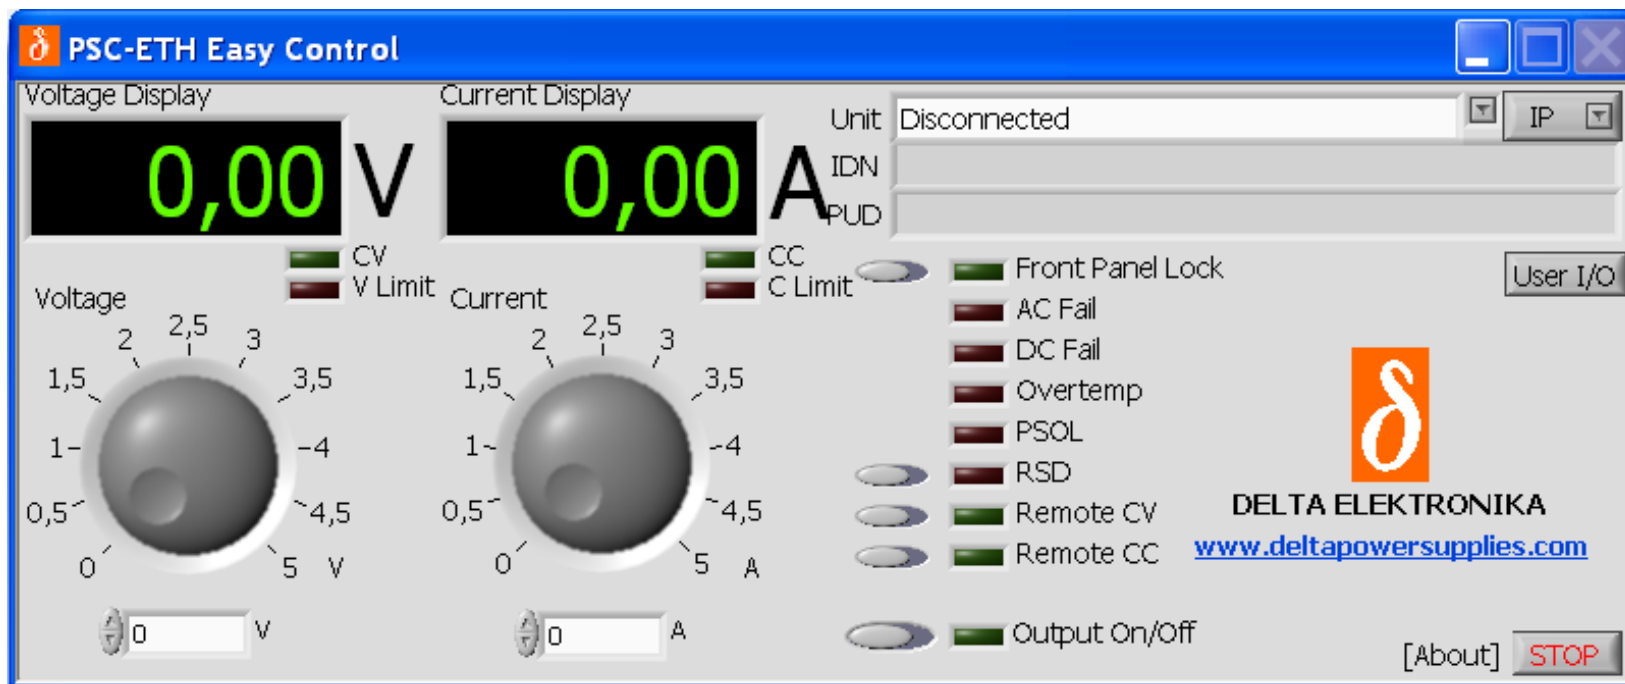 PSC-ETH Easy Control
Voltage Display
Current Display
0,00 V
0,00 A
Unit Disconnected IP
IDN
PUD
CV
V Limit
CC
C Limit
Front Panel Lock
User I/O
AC Fail
DC Fail
Overtemp
PSOL
RSD
Remote CV
Remote CC
Output On/Off
Voltage
0 0,5 1 1,5 2 2,5 3 3,5 4 4,5 5 V
0 V
Current
0 0,5 1 1,5 2 2,5 3 3,5 4 4,5 5 A
0 A
δ
DELTA ELEKTRONIKA
www.deltapowersupplies.com
[About] STOP